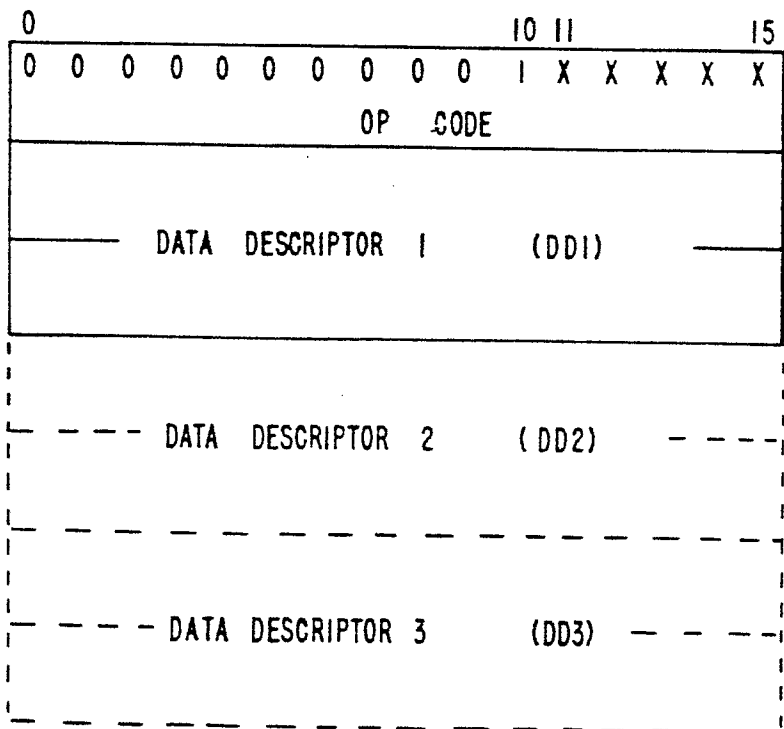 0 10 11 15
0 0 0 0 0 0 0 0 0 0 1 X X X X X
OP CODE
DATA DESCRIPTOR 1 (DD1)
DATA DESCRIPTOR 2 (DD2)
DATA DESCRIPTOR 3 (DD3)